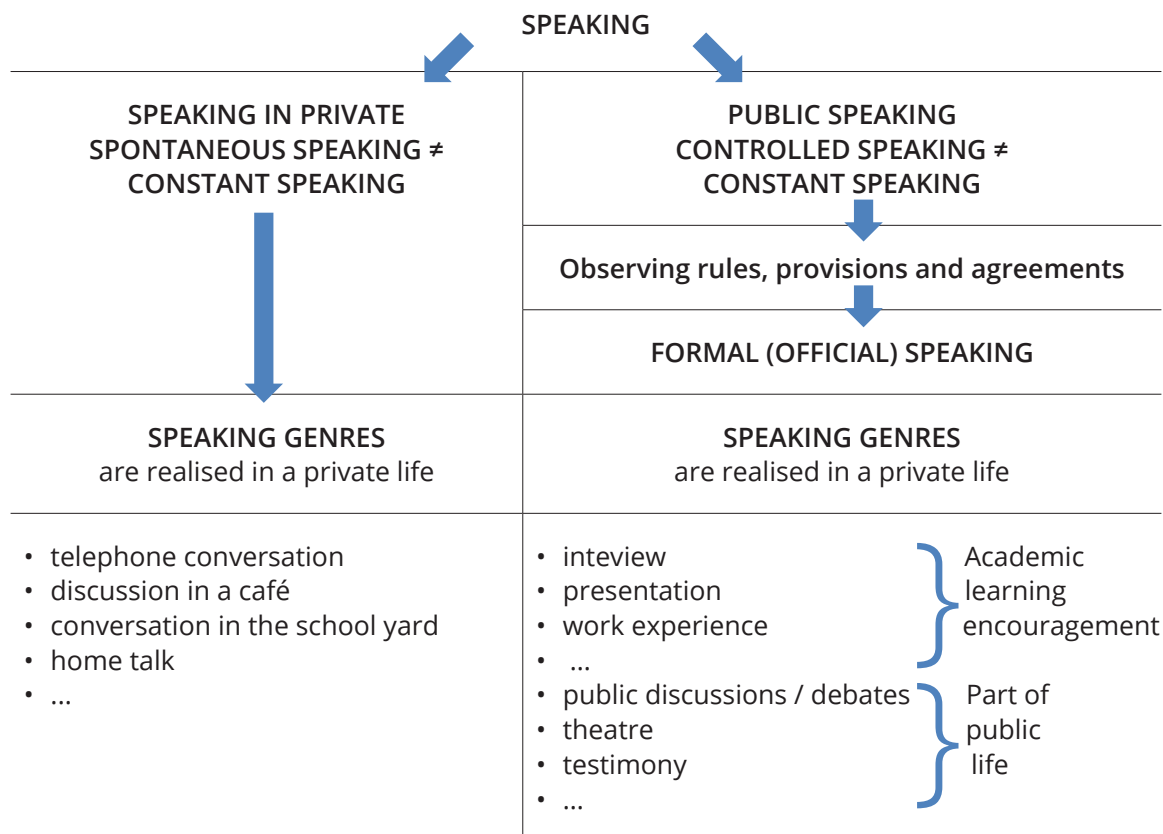 SPEAKING
SPEAKING IN PRIVATE
SPONTANEOUS SPEAKING ≠
CONSTANT SPEAKING
PUBLIC SPEAKING
CONTROLLED SPEAKING ≠
CONSTANT SPEAKING
Observing rules, provisions and agreements
FORMAL (OFFICIAL) SPEAKING
SPEAKING GENRES
are realised in a private life
SPEAKING GENRES
are realised in a private life
• telephone conversation
• discussion in a café
• conversation in the school yard
• home talk
• ...
• inteview
• presentation
• work experience
• ...
Academic
learning
encouragement
• public discussions / debates
• theatre
• testimony
• ...
Part of
public
life